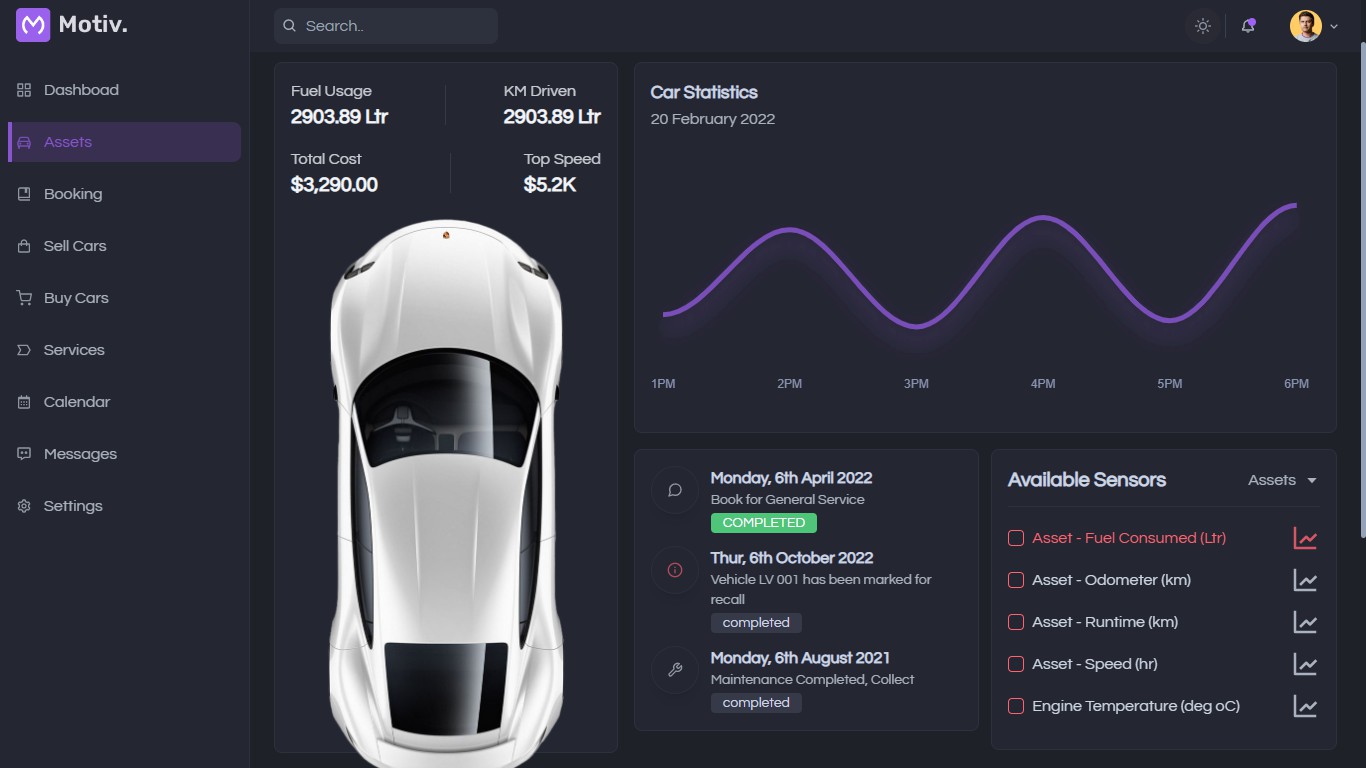 Motiv.
Search..
Dashboad
Assets
Booking
Sell Cars
Buy Cars
Services
Calendar
Messages
Settings
Fuel Usage
2903.89 Ltr
KM Driven
2903.89 Ltr
Total Cost
$3,290.00
Top Speed
$5.2K
Car Statistics
20 February 2022
1PM 2PM 3PM 4PM 5PM 6PM
Monday, 6th April 2022
Book for General Service
COMPLETED
Thur, 6th October 2022
Vehicle LV 001 has been marked for
recall
completed
Monday, 6th August 2021
Maintenance Completed, Collect
completed
Available Sensors
Assets
Asset - Fuel Consumed (Ltr)
Asset - Odometer (km)
Asset - Runtime (km)
Asset - Speed (hr)
Engine Temperature (deg oC)